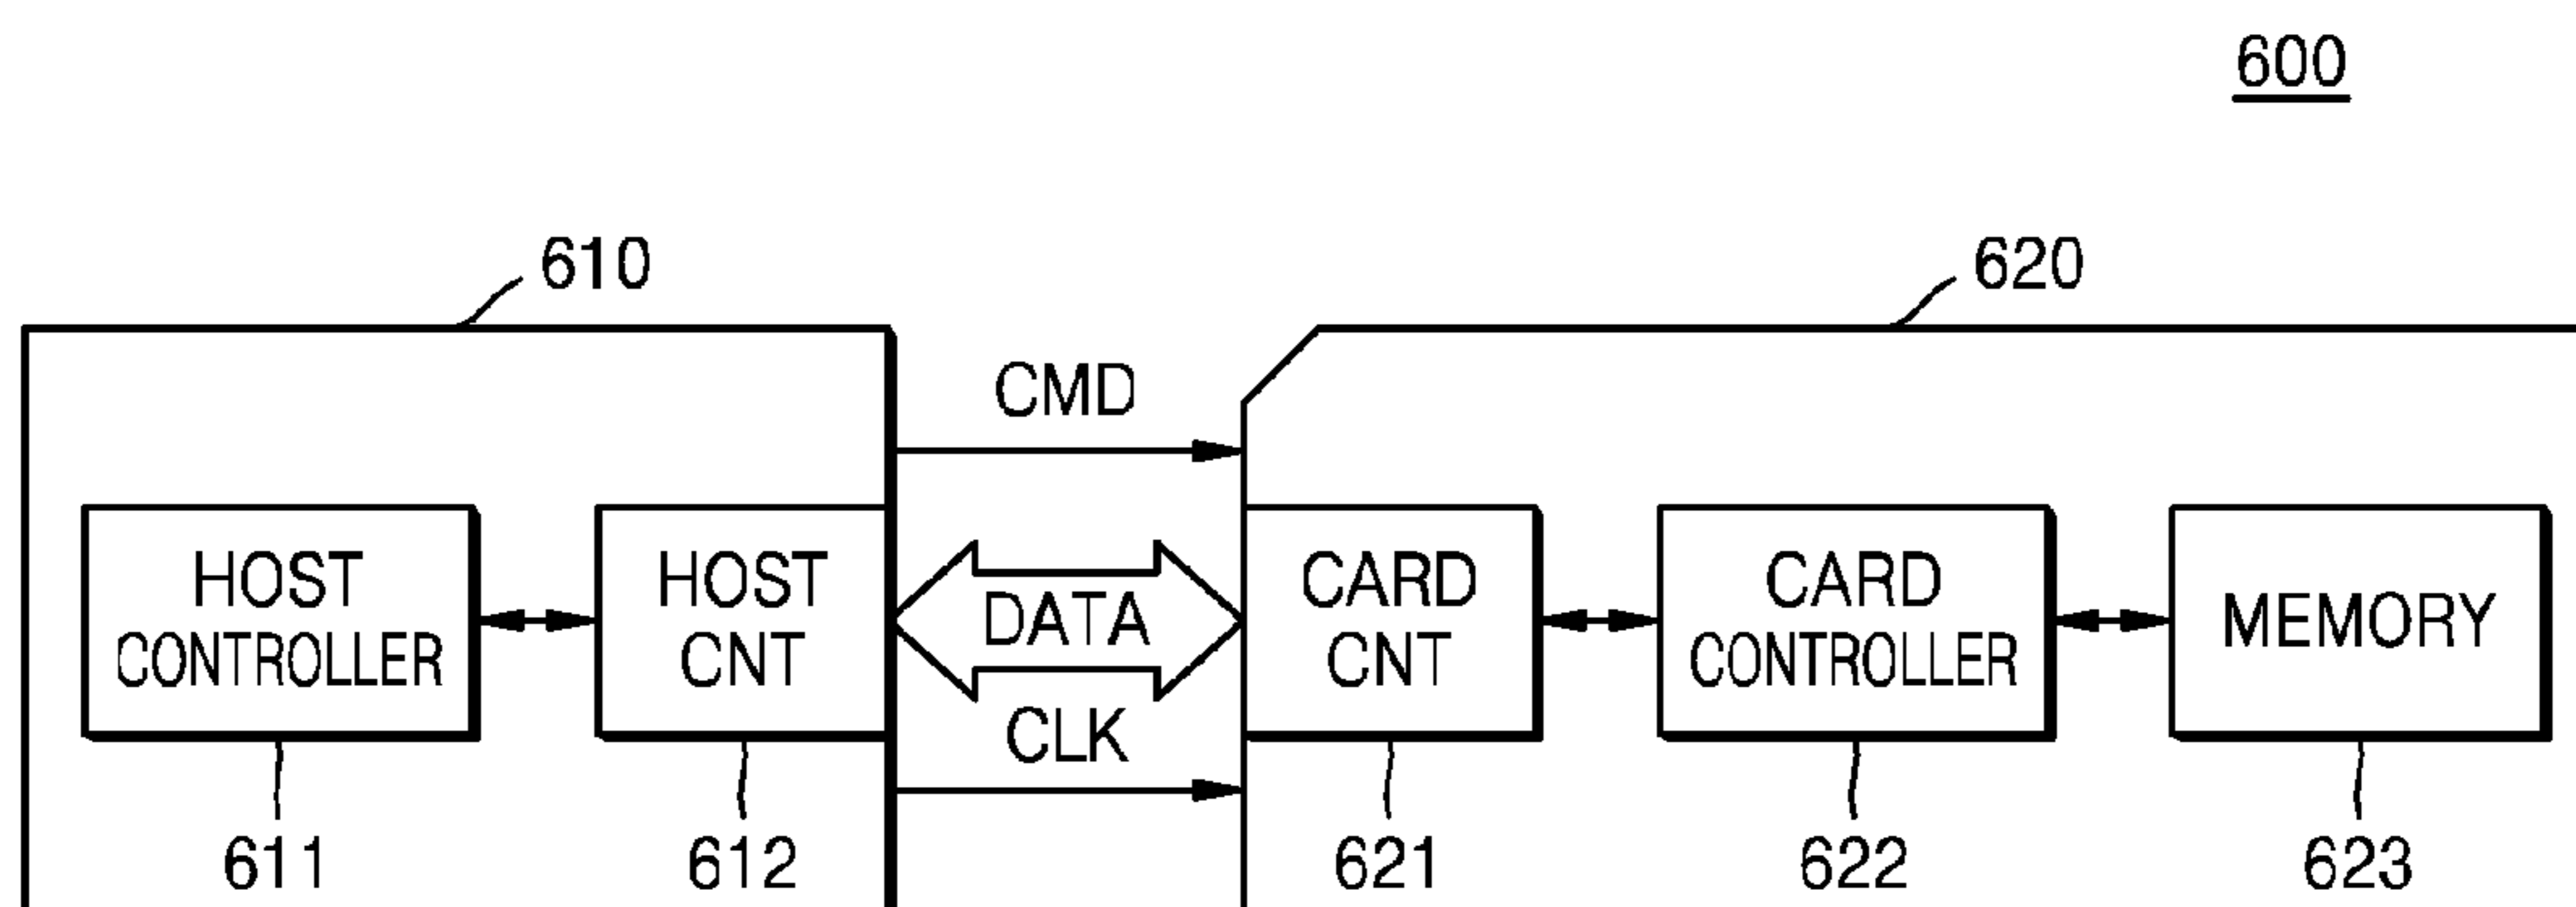 600
610
620
CMD
HOST
CONTROLLER
HOST
CNT
DATA
CARD
CNT
CARD
CONTROLLER
MEMORY
CLK
611
612
621
622
623